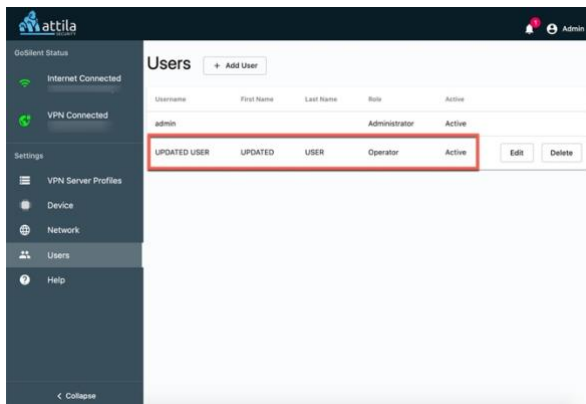 attila
SECURITY
1
Admin
GoSilent Status
Internet Connected
VPN Connected
Settings
VPN Server Profiles
Device
Network
Users
Help
< Collapse
Users
+ Add User
Username First Name Last Name Role Active
admin Administrator Active
UPDATED USER UPDATED USER Operator Active Edit Delete